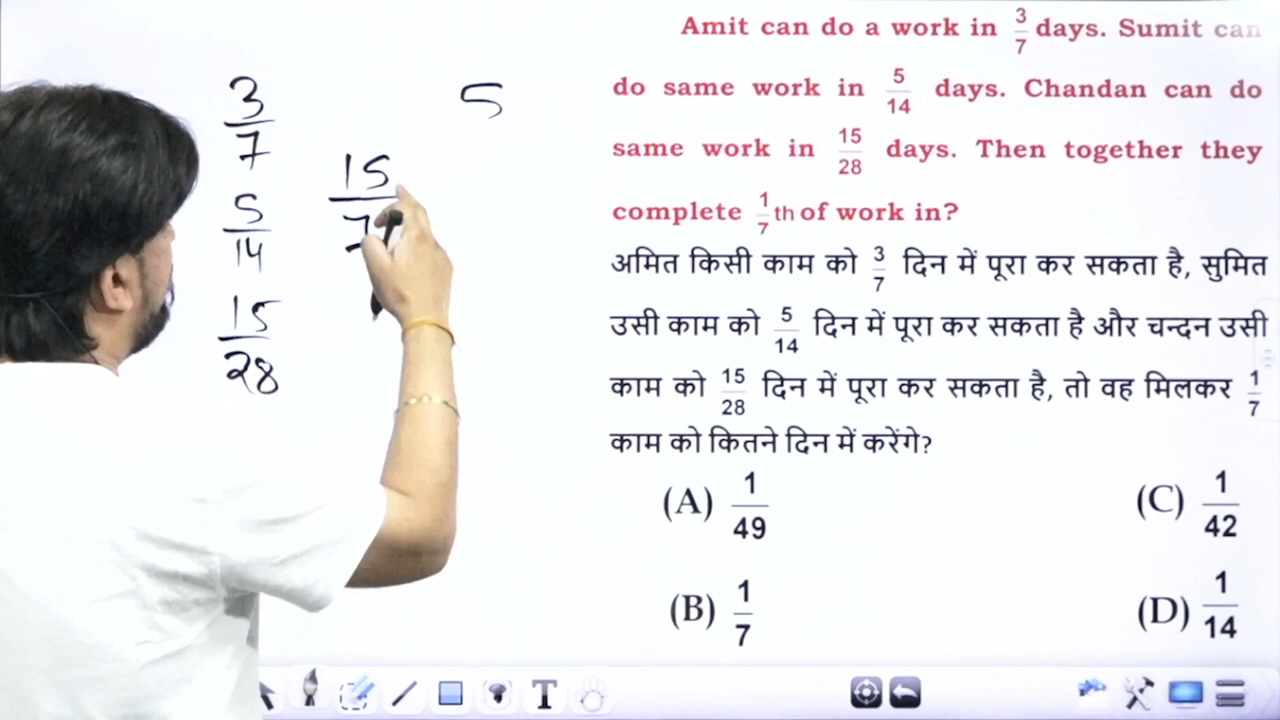 Amit can do a work in 3/7 days. Sumit can
do same work in 5/14 days. Chandan can do
same work in 15/28 days. Then together they
complete 1/7 th of work in?
अमित किसी काम को 3/7 दिन में पूरा कर सकता है, सुमित
उसी काम को 5/14 दिन में पूरा कर सकता है और चन्दन उसी
काम को 15/28 दिन में पूरा कर सकता है, तो वह मिलकर 1/7
काम को कितने दिन में करेंगे?
(A) 1/49
(C) 1/42
(B) 1/7
(D) 1/14
3/7
5/14
15/28
15/7
5
T